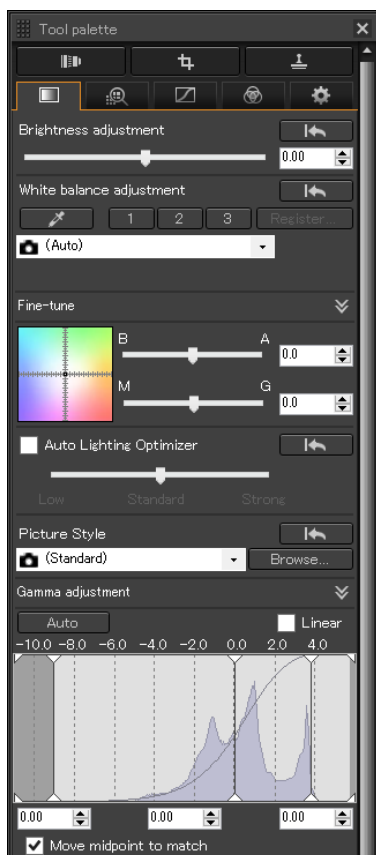 Tool palette
Brightness adjustment
0.00
White balance adjustment
1 2 3 Register...
(Auto)
Fine-tune
B A
0.0
M G
0.0
Auto Lighting Optimizer
Low Standard Strong
Picture Style
(Standard) Browse...
Gamma adjustment
Auto Linear
-10.0 -8.0 -6.0 -4.0 -2.0 0.0 2.0 4.0
0.00 0.00 0.00
Move midpoint to match